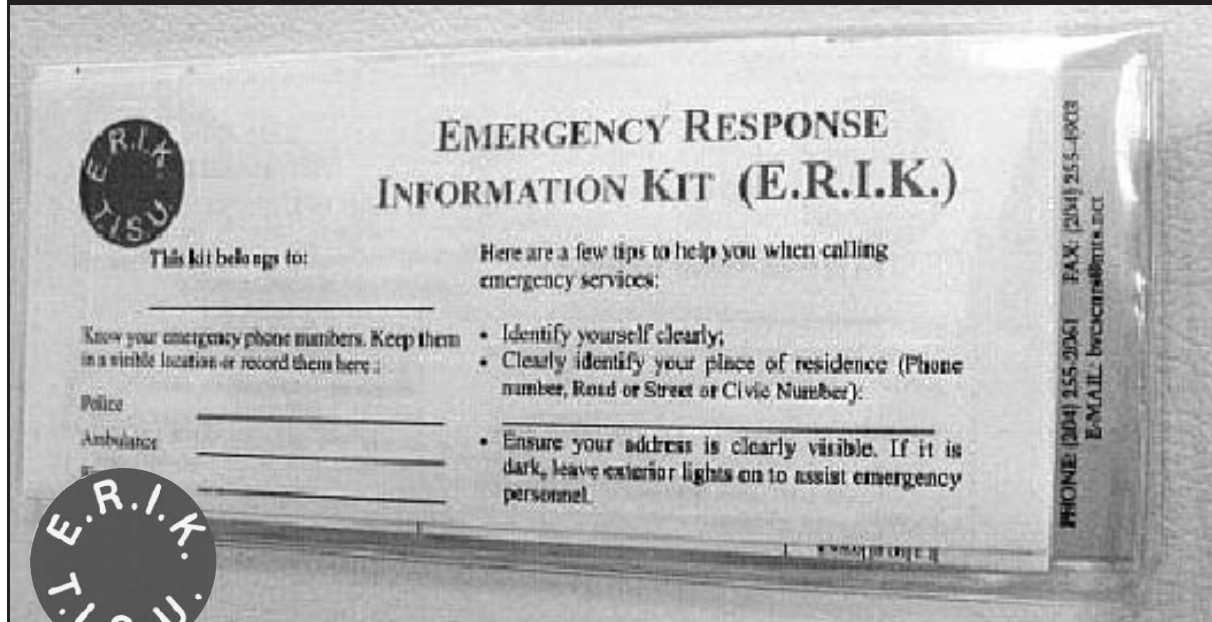 E.R.I.K.
T.I.S.U.
EMERGENCY RESPONSE
INFORMATION KIT (E.R.I.K.)
This kit belongs to:
Know your emergency phone numbers. Keep them
in a visible location or record them here :
Police
Ambulance
Here are a few tips to help you when calling
emergency services:
• Identify yourself clearly;
• Clearly identify your place of residence (Phone
number, Road or Street or Civic Number):
• Ensure your address is clearly visible. If it is
dark, leave exterior lights on to assist emergency
personnel.
PHONE: (204) 255-2061 FAX: (204) 255-4903
E-MAIL:
E.R.I.K.
T.I.S.U.